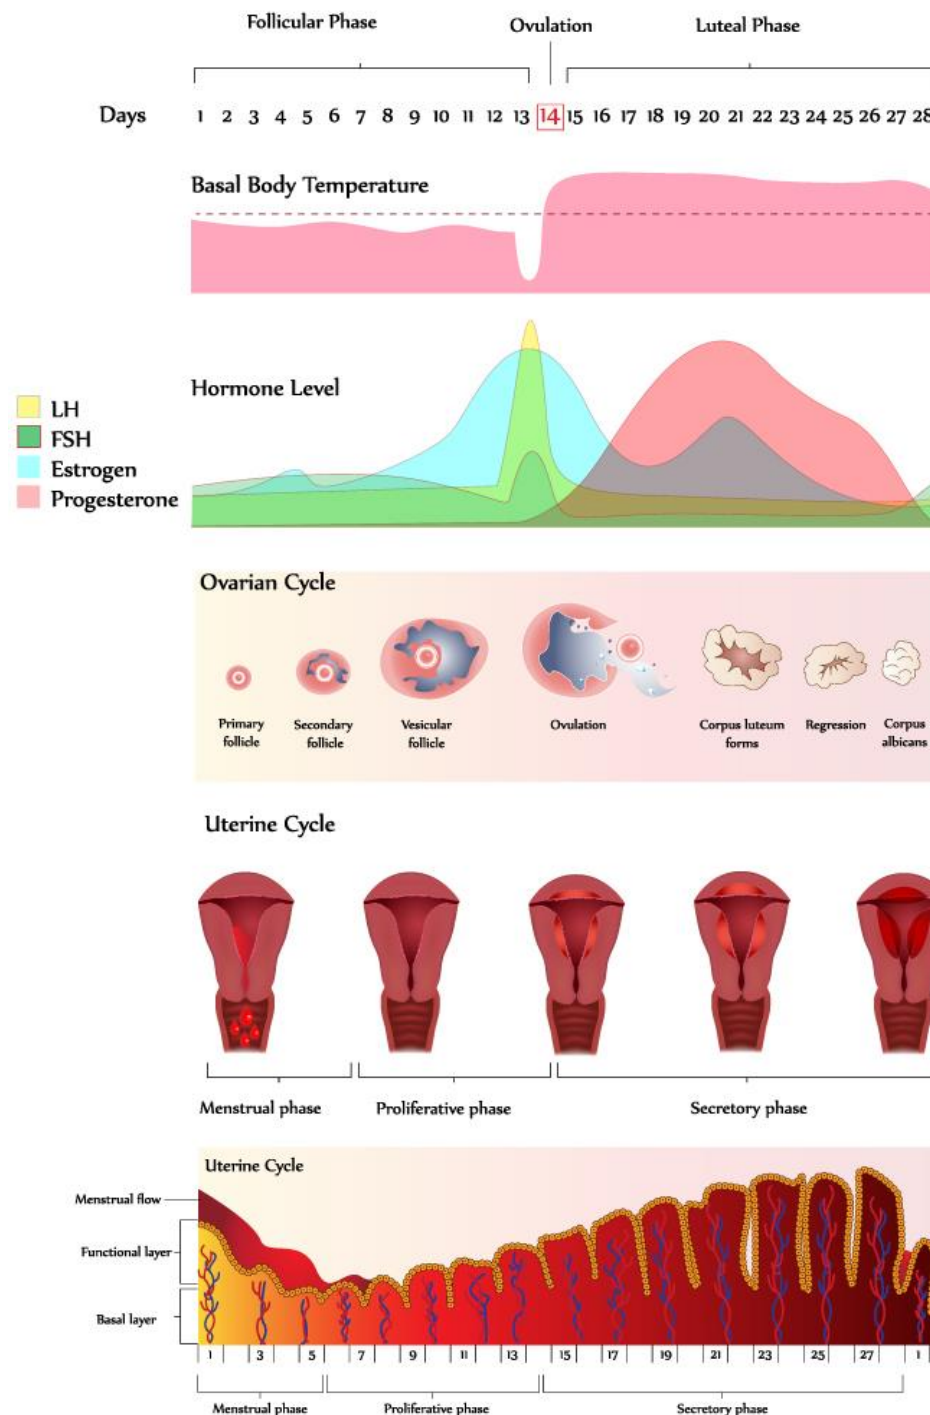 Follicular Phase
Ovulation
Luteal Phase
Days 1 2 3 4 5 6 7 8 9 10 11 12 13 14 15 16 17 18 19 20 21 22 23 24 25 26 27 28
Basal Body Temperature
Hormone Level
LH
FSH
Estrogen
Progesterone
Ovarian Cycle
Primary
follicle
Secondary
follicle
Vesicular
follicle
Ovulation
Corpus luteum
forms
Regression
Corpus
albicans
Uterine Cycle
Menstrual phase
Proliferative phase
Secretory phase
Uterine Cycle
Menstrual flow
Functional layer
Basal layer
1 3 5 7 9 11 13 15 17 19 21 23 25 27 1
Menstrual phase
Proliferative phase
Secretory phase